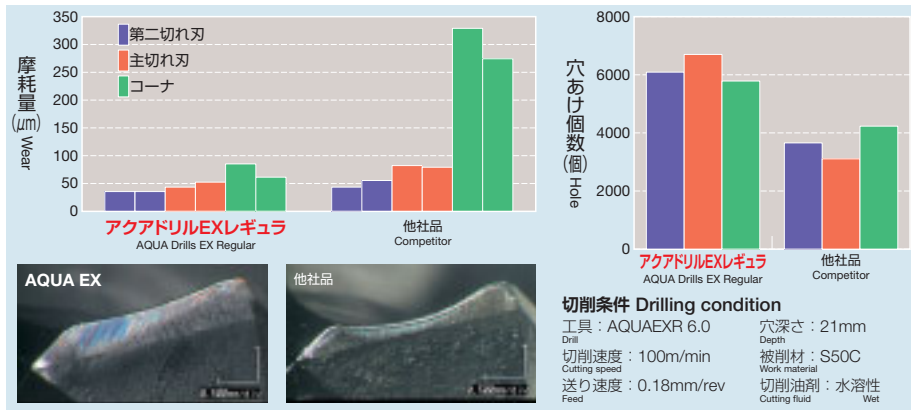 350
300
250
200
150
100
50
0
摩耗量(μm) Wear
第二切れ刃
主切れ刃
コーナ
アクアドリルEXレギュラ
AQUA Drills EX Regular
他社品
Competitor
8000
6000
4000
2000
0
穴あけ個数(個) Hole
アクアドリルEXレギュラ
AQUA Drills EX Regular
他社品
Competitor
AQUA EX
他社品
切削条件 Drilling condition
工具：AQUAEXR 6.0
Drill
穴深さ：21mm
Depth
切削速度：100m/min
Cutting speed
被削材：S50C
Work material
送り速度：0.18mm/rev
Feed
切削油剤：水溶性
Cutting fluid Wet